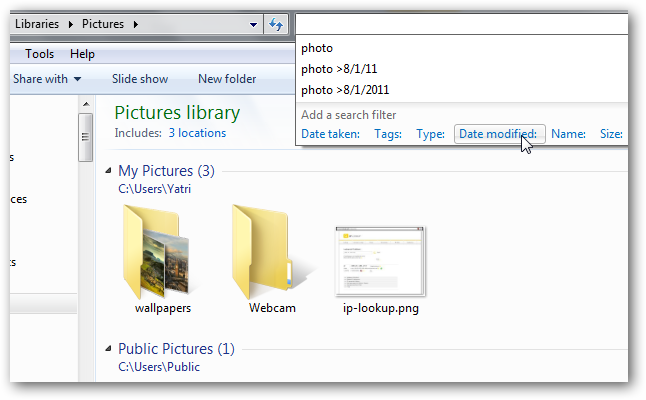 Libraries ▸ Pictures ▸
photo
photo >8/1/11
photo >8/1/2011
Add a search filter
Date taken: Tags: Type: Date modified: Name: Size:
Tools Help
Share with Slide show New folder
Pictures library
Includes: 3 locations
My Pictures (3)
C:\Users\Yatri
wallpapers Webcam ip-lookup.png
Public Pictures (1)
C:\Users\Public